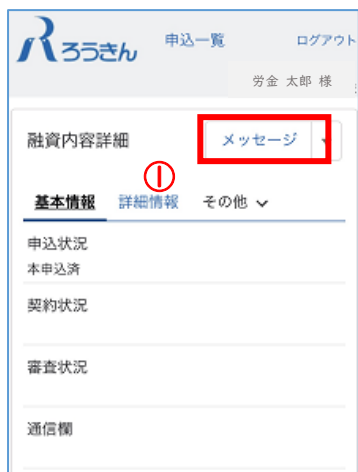 ろうきん 申込一覧 ログアウト
労金 太郎 様
融資内容詳細 メッセージ
①
基本情報 詳細情報 その他
申込状況
本申込済
契約状況
審査状況
通信欄